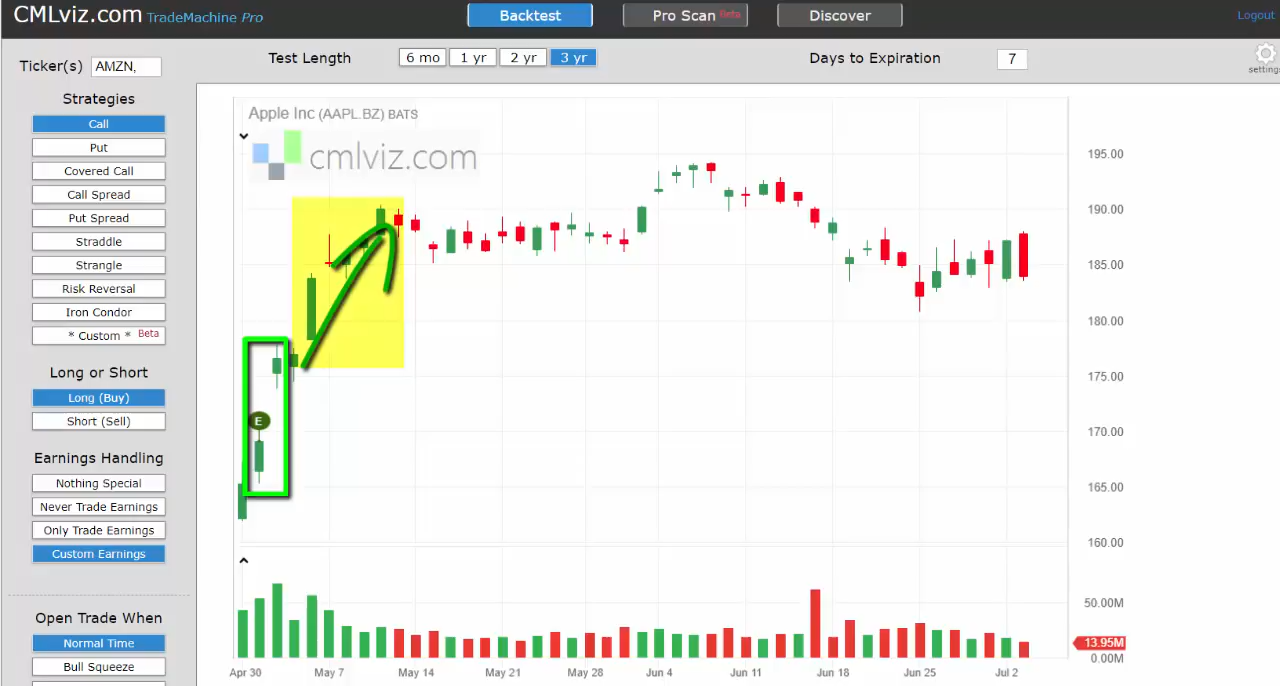 CMLviz.com TradeMachine Pro
Backtest
Pro Scan Beta
Discover
Logout
Ticker(s) AMZN,
Test Length 6 mo 1 yr 2 yr 3 yr
Days to Expiration 7
settings
Strategies
Call
Put
Covered Call
Call Spread
Put Spread
Straddle
Strangle
Risk Reversal
Iron Condor
* Custom * Beta
Long or Short
Long (Buy)
Short (Sell)
Earnings Handling
Nothing Special
Never Trade Earnings
Only Trade Earnings
Custom Earnings
Open Trade When
Normal Time
Bull Squeeze
Apple Inc (AAPL.BZ) BATS
cmlviz.com
E
195.00
190.00
185.00
180.00
175.00
170.00
165.00
160.00
50.00M
13.95M
0.00M
Apr 30 May 7 May 14 May 21 May 28 Jun 4 Jun 11 Jun 18 Jun 25 Jul 2